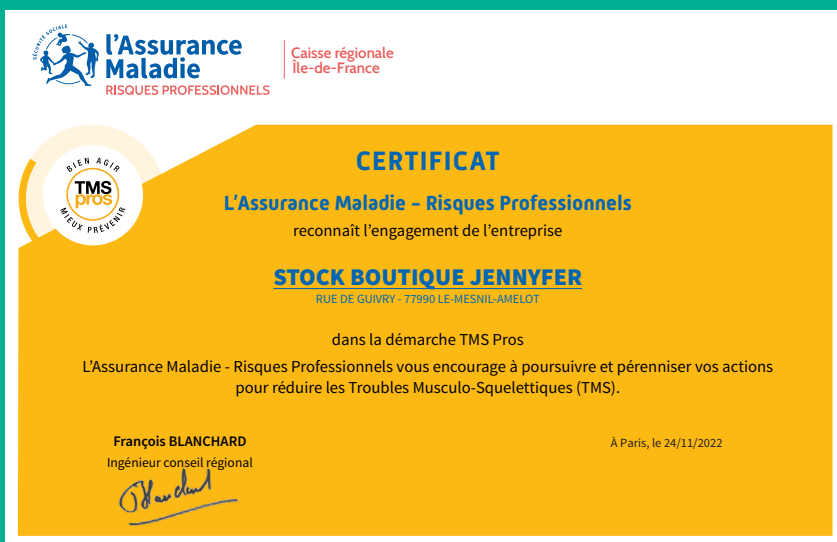 SÉCURITÉ SOCIALE
l'Assurance
Maladie
RISQUES PROFESSIONNELS
Caisse régionale
Île-de-France
BIEN AGIR
TMS
pros
MIEUX PRÉVENIR
CERTIFICAT
L'Assurance Maladie – Risques Professionnels
reconnaît l'engagement de l'entreprise
STOCK BOUTIQUE JENNYFER
RUE DE GUIVRY - 77990 LE-MESNIL-AMELOT
dans la démarche TMS Pros
L'Assurance Maladie - Risques Professionnels vous encourage à poursuivre et pérenniser vos actions
pour réduire les Troubles Musculo-Squelettiques (TMS).
François BLANCHARD
Ingénieur conseil régional
À Paris, le 24/11/2022